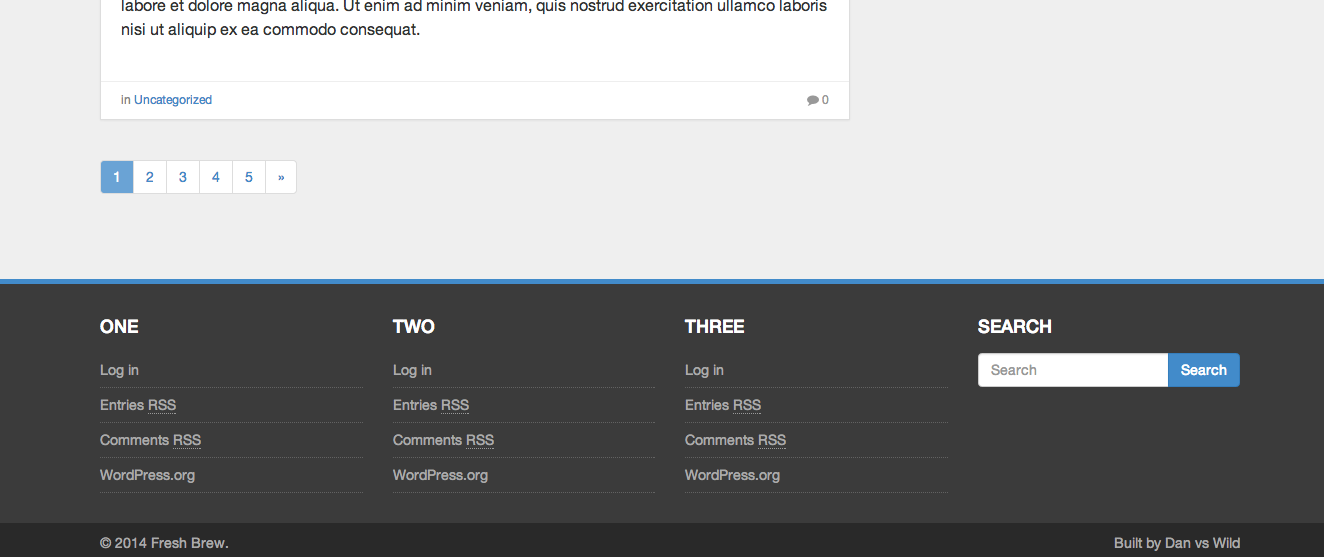 labore et dolore magna aliqua. Ut enim ad minim veniam, quis nostrud exercitation ullamco laboris
nisi ut aliquip ex ea commodo consequat.
in Uncategorized
0
1 2 3 4 5 »
ONE
Log in
Entries RSS
Comments RSS
WordPress.org
TWO
Log in
Entries RSS
Comments RSS
WordPress.org
THREE
Log in
Entries RSS
Comments RSS
WordPress.org
SEARCH
Search Search
© 2014 Fresh Brew.
Built by Dan vs Wild